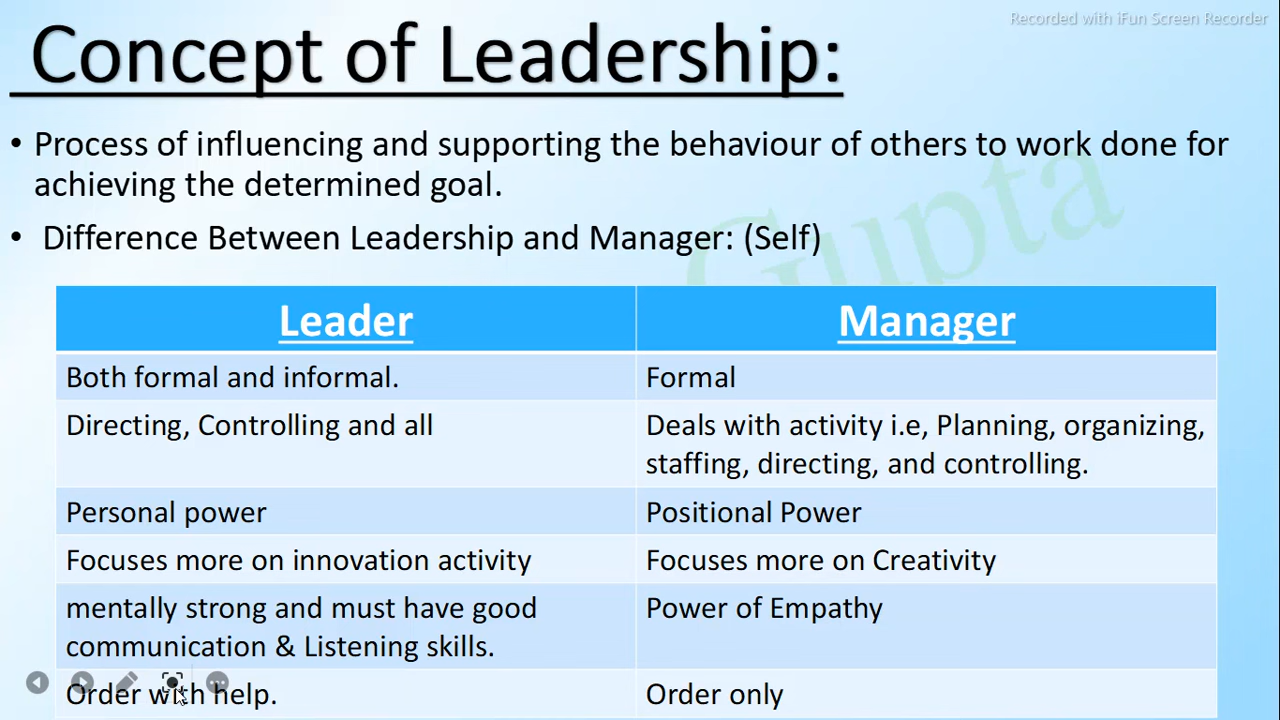 Recorded with iFun Screen Recorder
Concept of Leadership:
• Process of influencing and supporting the behaviour of others to work done for
achieving the determined goal.
• Difference Between Leadership and Manager: (Self)
Gupta
Leader Manager
Both formal and informal. Formal
Directing, Controlling and all Deals with activity i.e, Planning, organizing,
staffing, directing, and controlling.
Personal power Positional Power
Focuses more on innovation activity Focuses more on Creativity
mentally strong and must have good Power of Empathy
communication & Listening skills.
Order with help. Order only